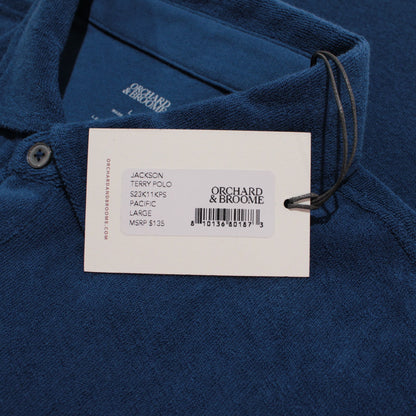 ORCHARD
& BROOME
L
ORCHARDANDBROOME.COM
JACKSON
TERRY POLO
S23K11KPS
PACIFIC
LARGE
MSRP $135
ORCHARD
& BROOME
8 10136 80187 3